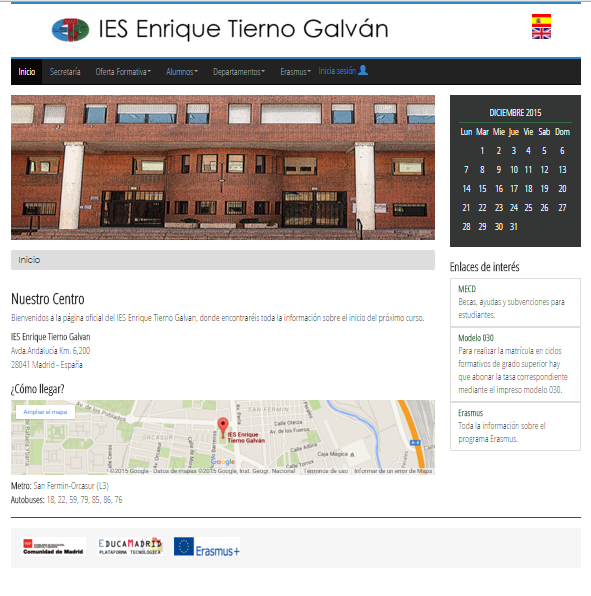 IES Enrique Tierno Galván
Inicio Secretaría Oferta Formativa Alumnos Departamentos Erasmus Inicia sesión
DICIEMBRE 2015
Lun Mar Mie Jue Vie Sab Dom
1 2 3 4 5 6
7 8 9 10 11 12 13
14 15 16 17 18 19 20
21 22 23 24 25 26 27
28 29 30 31
Inicio
Nuestro Centro
Bienvenidos a la página oficial del IES Enrique Tierno Galvan, donde encontraréis toda la información sobre el inicio del próximo curso.
IES Enrique Tierno Galvan
Avda.Andalucía Km. 6,200
28041 Madrid - España
¿Cómo llegar?
Ampliar el mapa
Av. de los Poblados
SAN FERMIN
Calle Oteiza
Av. de los Fueros
IES Enrique
Tierno Galván
ORCASUR
Calle Adora
Caja Mágica
Calle Torros
Google
©2015 Google - Datos de mapas ©2015 Google, Inst. Geogr. Nacional Términos de uso Informar de un error de Maps
Metro: San Fermin-Orcasur (L3)
Autobuses: 18, 22, 59, 79, 85, 86, 76
Enlaces de interés
MECD
Becas, ayudas y subvenciones para
estudiantes.
Modelo 030
Para realizar la matrícula en ciclos
formativos de grado superior hay
que abonar la tasa correspondiente
mediante el impreso modelo 030.
Erasmus
Toda la información sobre el
programa Erasmus.
Comunidad de Madrid
EDUCAMADRID
PLATAFORMA TECNOLÓGICA
Erasmus+